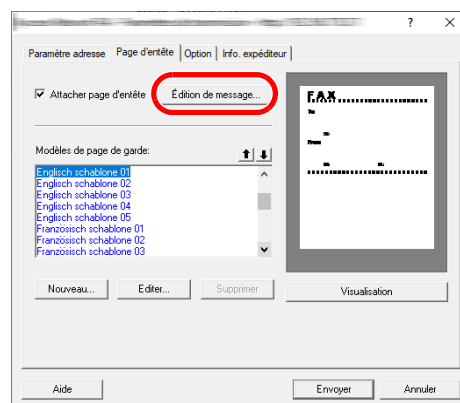 ? ×
Paramètre adresse Page d'entête Option Info. expéditeur
Attacher page d'entête Édition de message...
Modèles de page de garde:
Englisch schablone 01
Englisch schablone 02
Englisch schablone 03
Englisch schablone 04
Englisch schablone 05
Französisch schablone 01
Französisch schablone 02
Französisch schablone 03
FAX
To
From
Nouveau... Editer... Supprimer Visualisation
Aide Envoyer Annuler